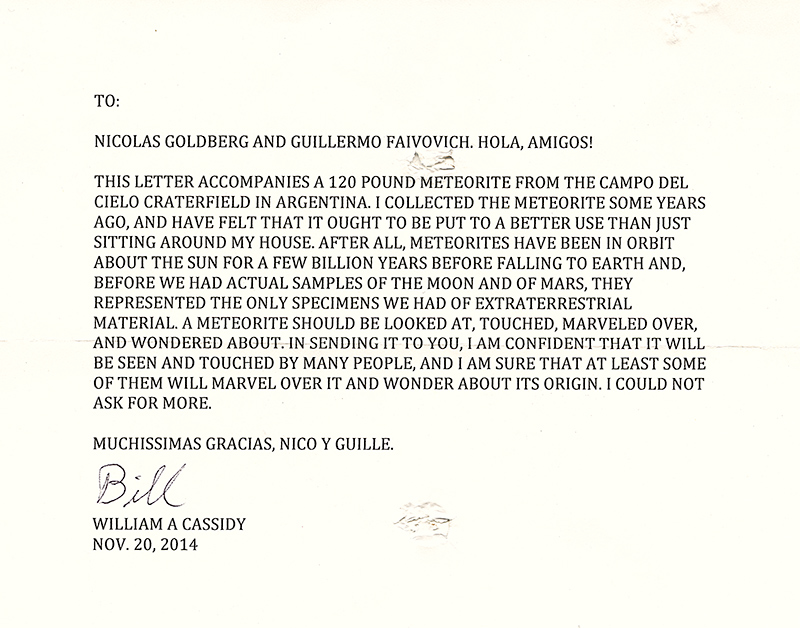 TO:
NICOLAS GOLDBERG AND GUILLERMO FAIVOVICH. HOLA, AMIGOS!
THIS LETTER ACCOMPANIES A 120 POUND METEORITE FROM THE CAMPO DEL
CIELO CRATERFIELD IN ARGENTINA. I COLLECTED THE METEORITE SOME YEARS
AGO, AND HAVE FELT THAT IT OUGHT TO BE PUT TO A BETTER USE THAN JUST
SITTING AROUND MY HOUSE. AFTER ALL, METEORITES HAVE BEEN IN ORBIT
ABOUT THE SUN FOR A FEW BILLION YEARS BEFORE FALLING TO EARTH AND,
BEFORE WE HAD ACTUAL SAMPLES OF THE MOON AND OF MARS, THEY
REPRESENTED THE ONLY SPECIMENS WE HAD OF EXTRATERRESTRIAL
MATERIAL. A METEORITE SHOULD BE LOOKED AT, TOUCHED, MARVELED OVER,
AND WONDERED ABOUT. IN SENDING IT TO YOU, I AM CONFIDENT THAT IT WILL
BE SEEN AND TOUCHED BY MANY PEOPLE, AND I AM SURE THAT AT LEAST SOME
OF THEM WILL MARVEL OVER IT AND WONDER ABOUT ITS ORIGIN. I COULD NOT
ASK FOR MORE.
MUCHISSIMAS GRACIAS, NICO Y GUILLE.
Bill
WILLIAM A CASSIDY
NOV. 20, 2014